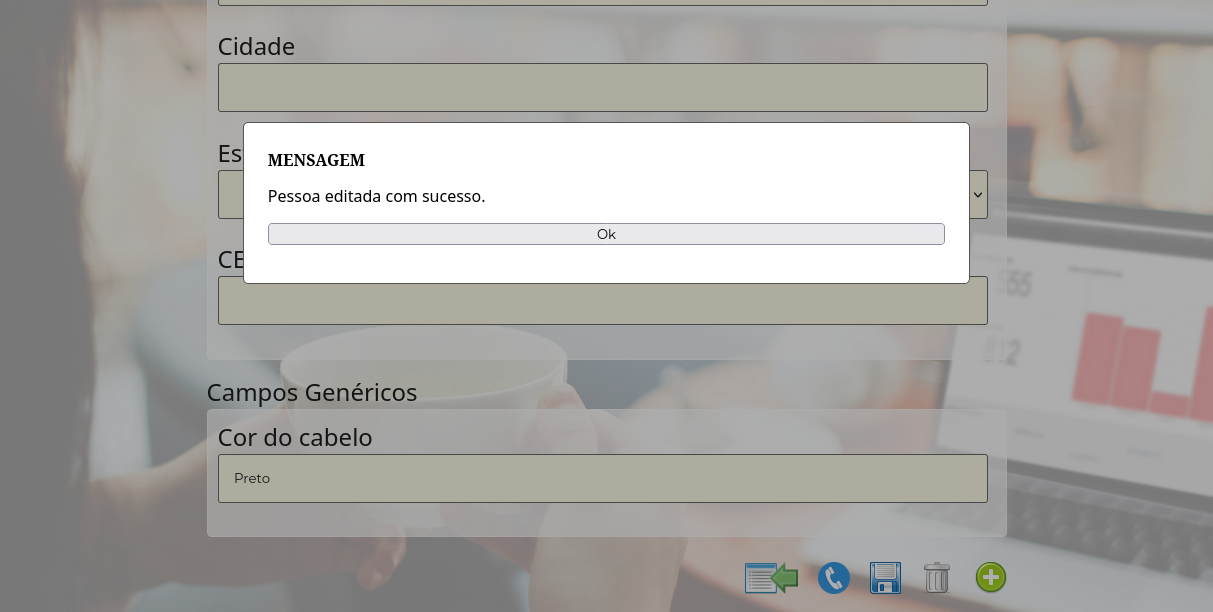 Cidade
Es
MENSAGEM
Pessoa editada com sucesso.
Ok
CE
Campos Genéricos
Cor do cabelo
Preto